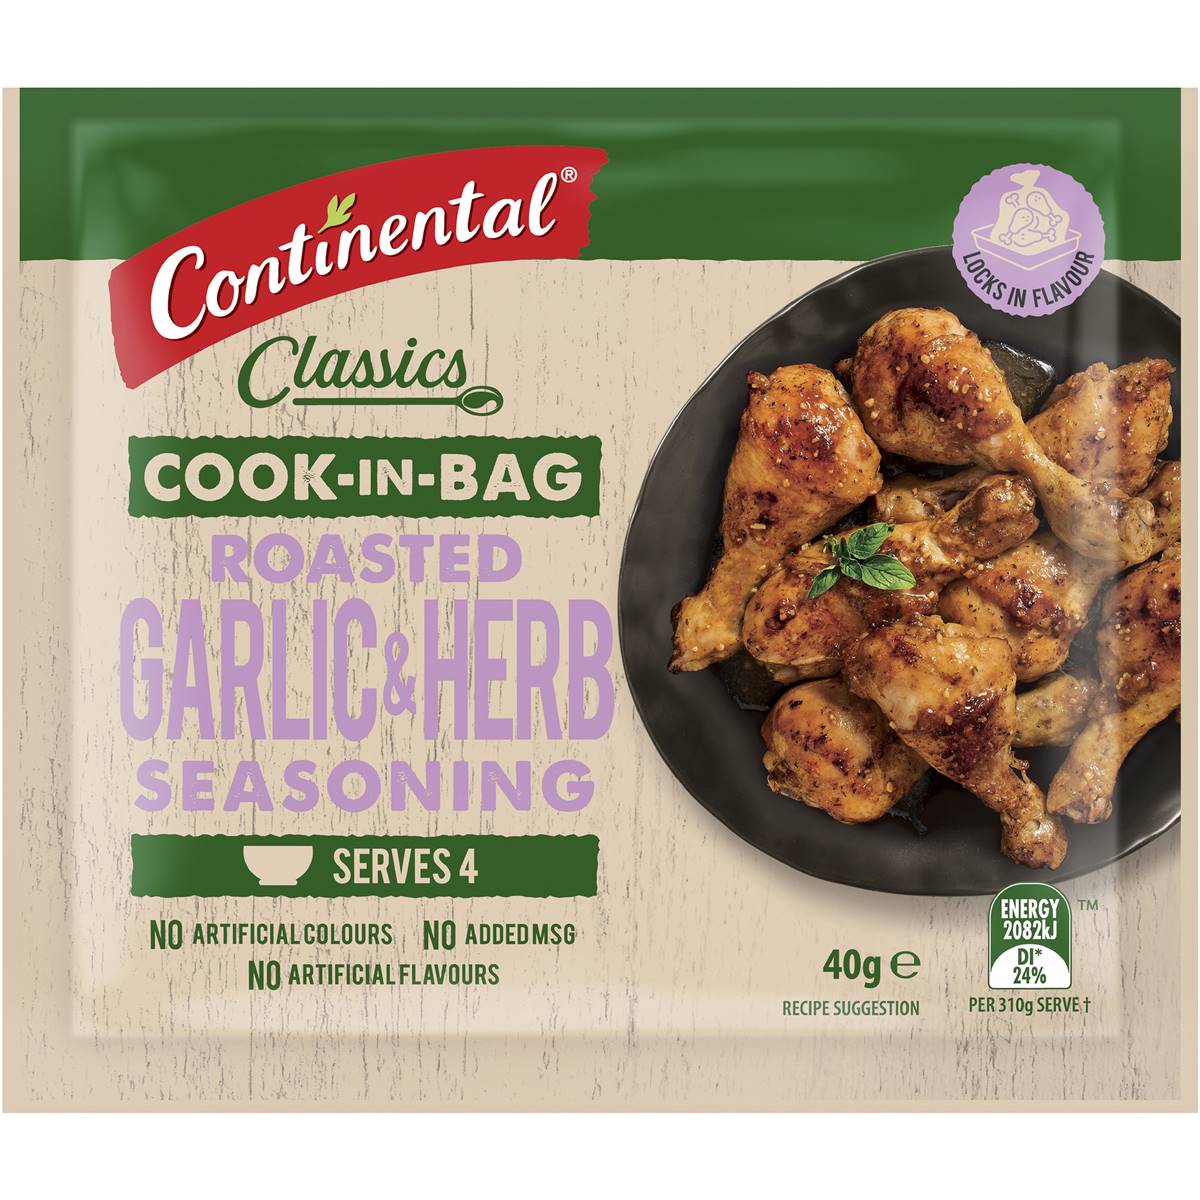 Continental®
Classics
COOK-IN-BAG
ROASTED
GARLIC & HERB
SEASONING
SERVES 4
NO ARTIFICIAL COLOURS NO ADDED MSG
NO ARTIFICIAL FLAVOURS
LOCKS IN FLAVOUR
40g ℮
RECIPE SUGGESTION
ENERGY
2082kJ
DI*
24%
TM
PER 310g SERVE †